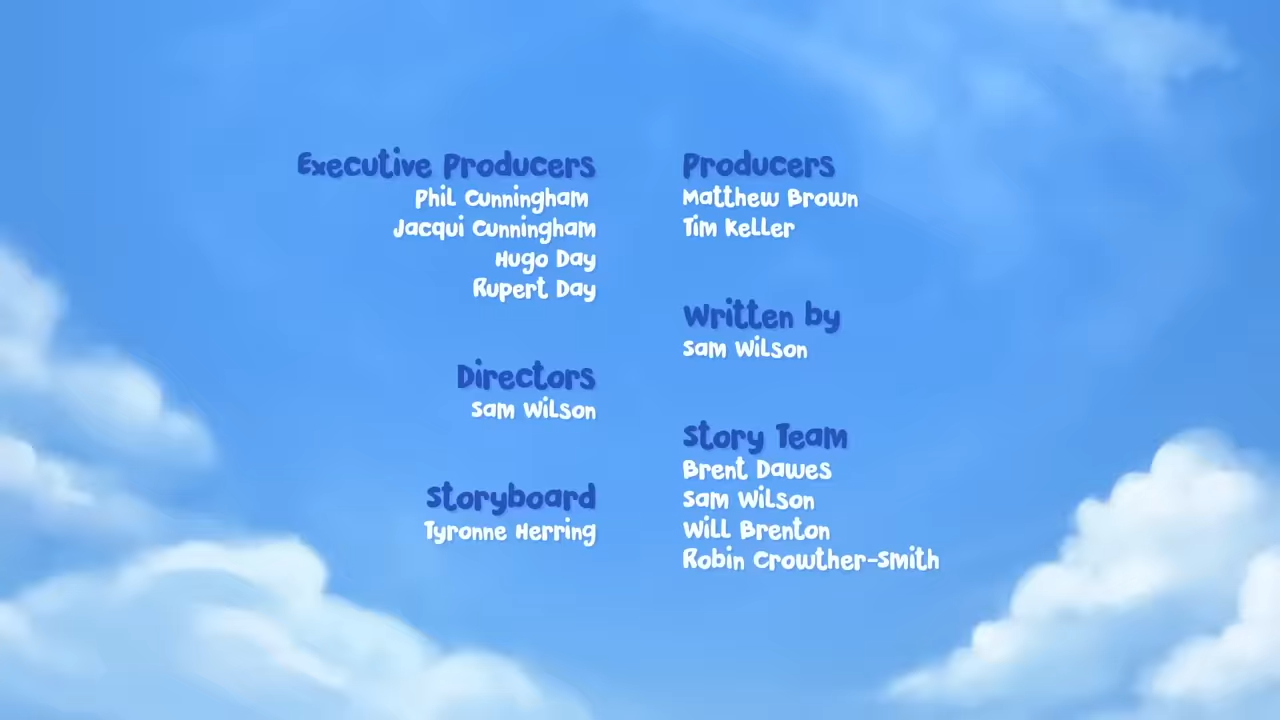 Executive Producers
Phil Cunningham
Jacqui Cunningham
Hugo Day
Rupert Day
Directors
Sam Wilson
Storyboard
Tyronne Herring
Producers
Matthew Brown
Tim Keller
Written by
Sam Wilson
Story Team
Brent Dawes
Sam Wilson
Will Brenton
Robin Crowther-Smith